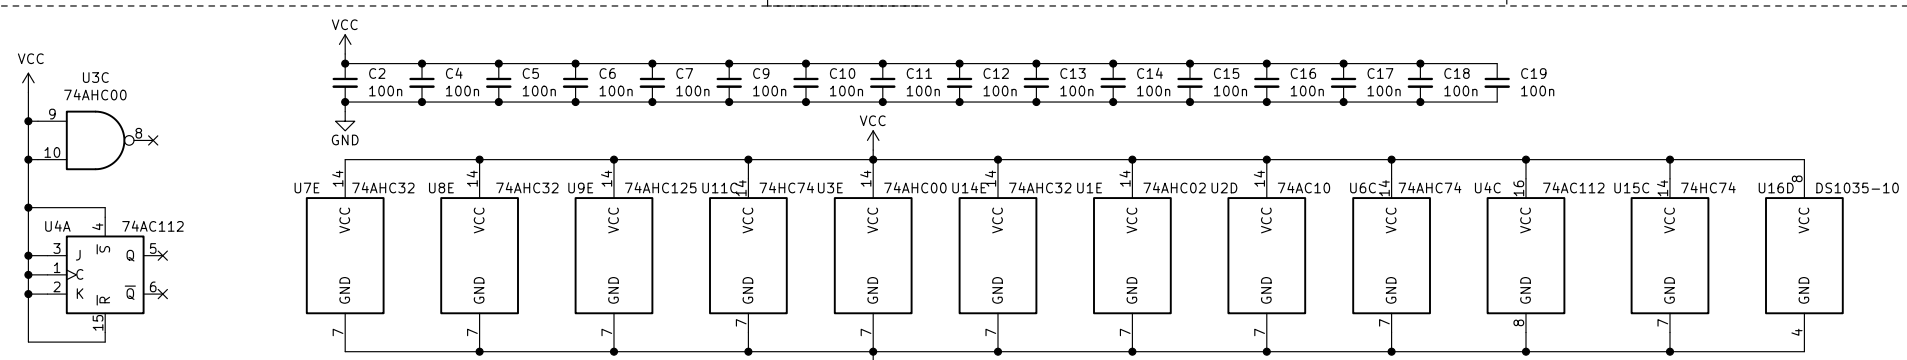 VCC
U3C
74AHC00
9
10
8
U4A
74AC112
4
3
1
2
J
C
K
S
R
Q
Q
5
6
15
VCC
C2 C4 C5 C6 C7 C9 C10 C11 C12 C13 C14 C15 C16 C17 C18 C19
100n 100n 100n 100n 100n 100n 100n 100n 100n 100n 100n 100n 100n 100n 100n 100n
GND
VCC
14 14 14 14 14 14 14 14 14 16 14 8
U7E 74AHC32 U8E 74AHC32 U9E 74AHC125 U11C 74HC74 U3E 74AHC00 U14E 74AHC32 U1E 74AHC02 U2D 74AC10 U6C 74AHC74 U4C 74AC112 U15C 74HC74 U16D DS1035-10
VCC VCC VCC VCC VCC VCC VCC VCC VCC VCC VCC VCC
GND GND GND GND GND GND GND GND GND GND GND GND
7 7 7 7 7 7 7 7 7 8 7 4